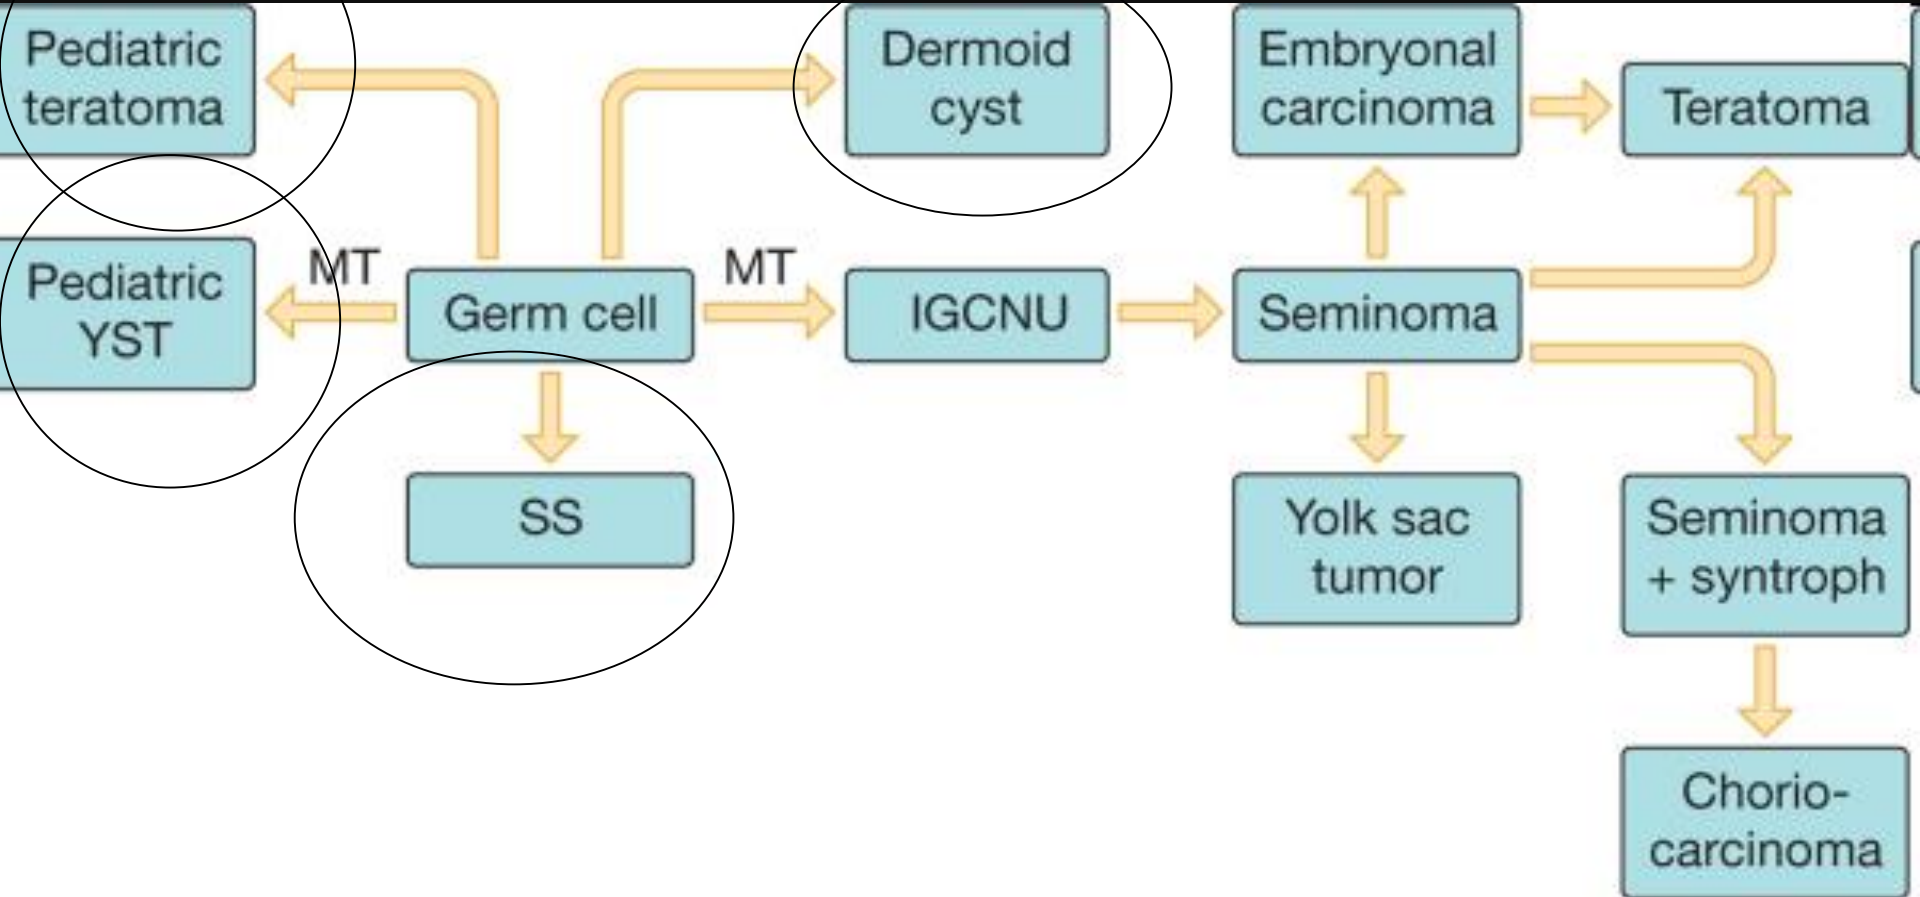 Pediatric
teratoma
Dermoid
cyst
Embryonal
carcinoma
Teratoma
Pediatric
YST
MT
Germ cell
MT
IGCNU
Seminoma
SS
Yolk sac
tumor
Seminoma
+ syntroph
Chorio-
carcinoma